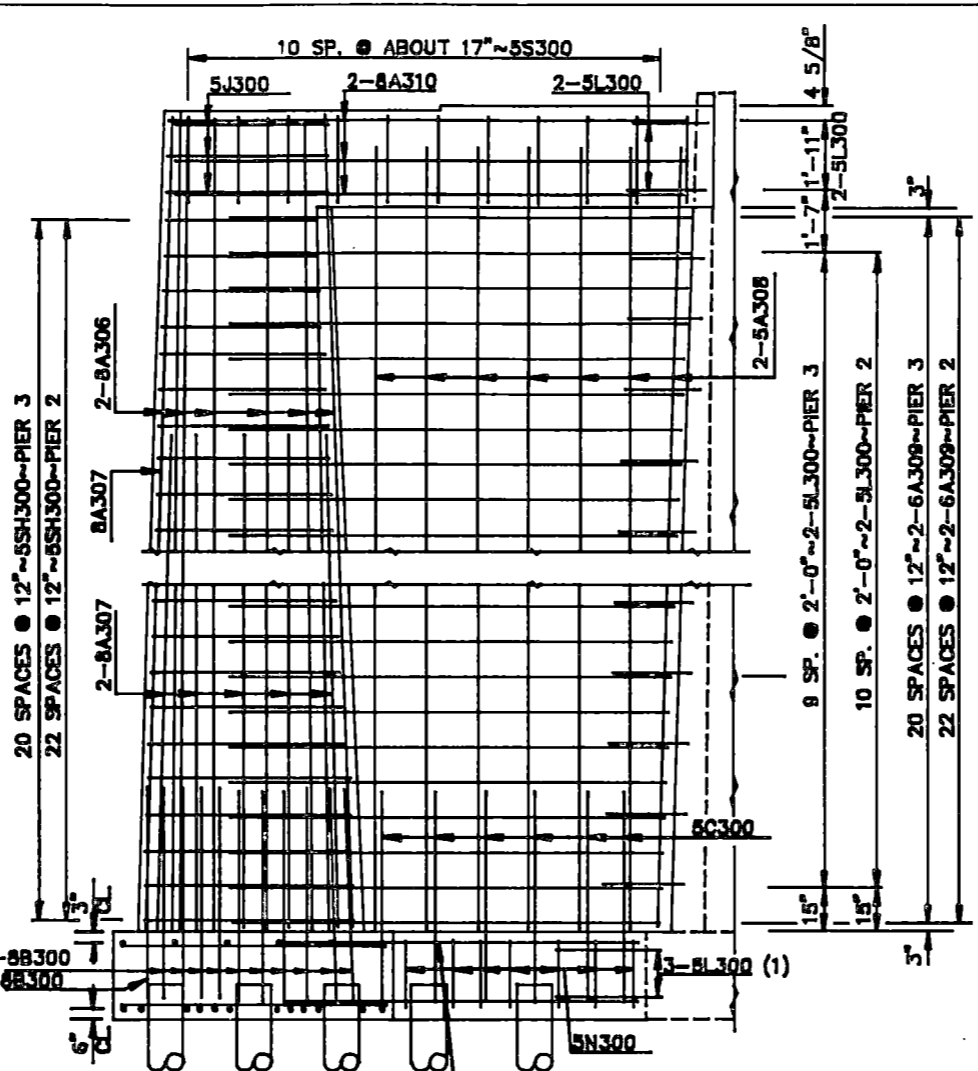 10 SP. @ ABOUT 17"~5S300
5J300
2-8A310
2-5L300
4 5/8"
1'-11"
2-5L300
3"
1'-7"
2-8A306
2-5A308
8A307
20 SPACES @ 12"~5SH300~PIER 3
22 SPACES @ 12"~5SH300~PIER 2
9 SP. @ 2'-0"~2-5L300~PIER 3
10 SP. @ 2'-0"~2-5L300~PIER 2
20 SPACES @ 12"~2-6A309~PIER 3
22 SPACES @ 12"~2-6A309~PIER 2
2-8A307
5C300
3"
CL.
15"
15"
3"
-8B300
8B300
3-5L300 (1)
6"
CL.
5N300